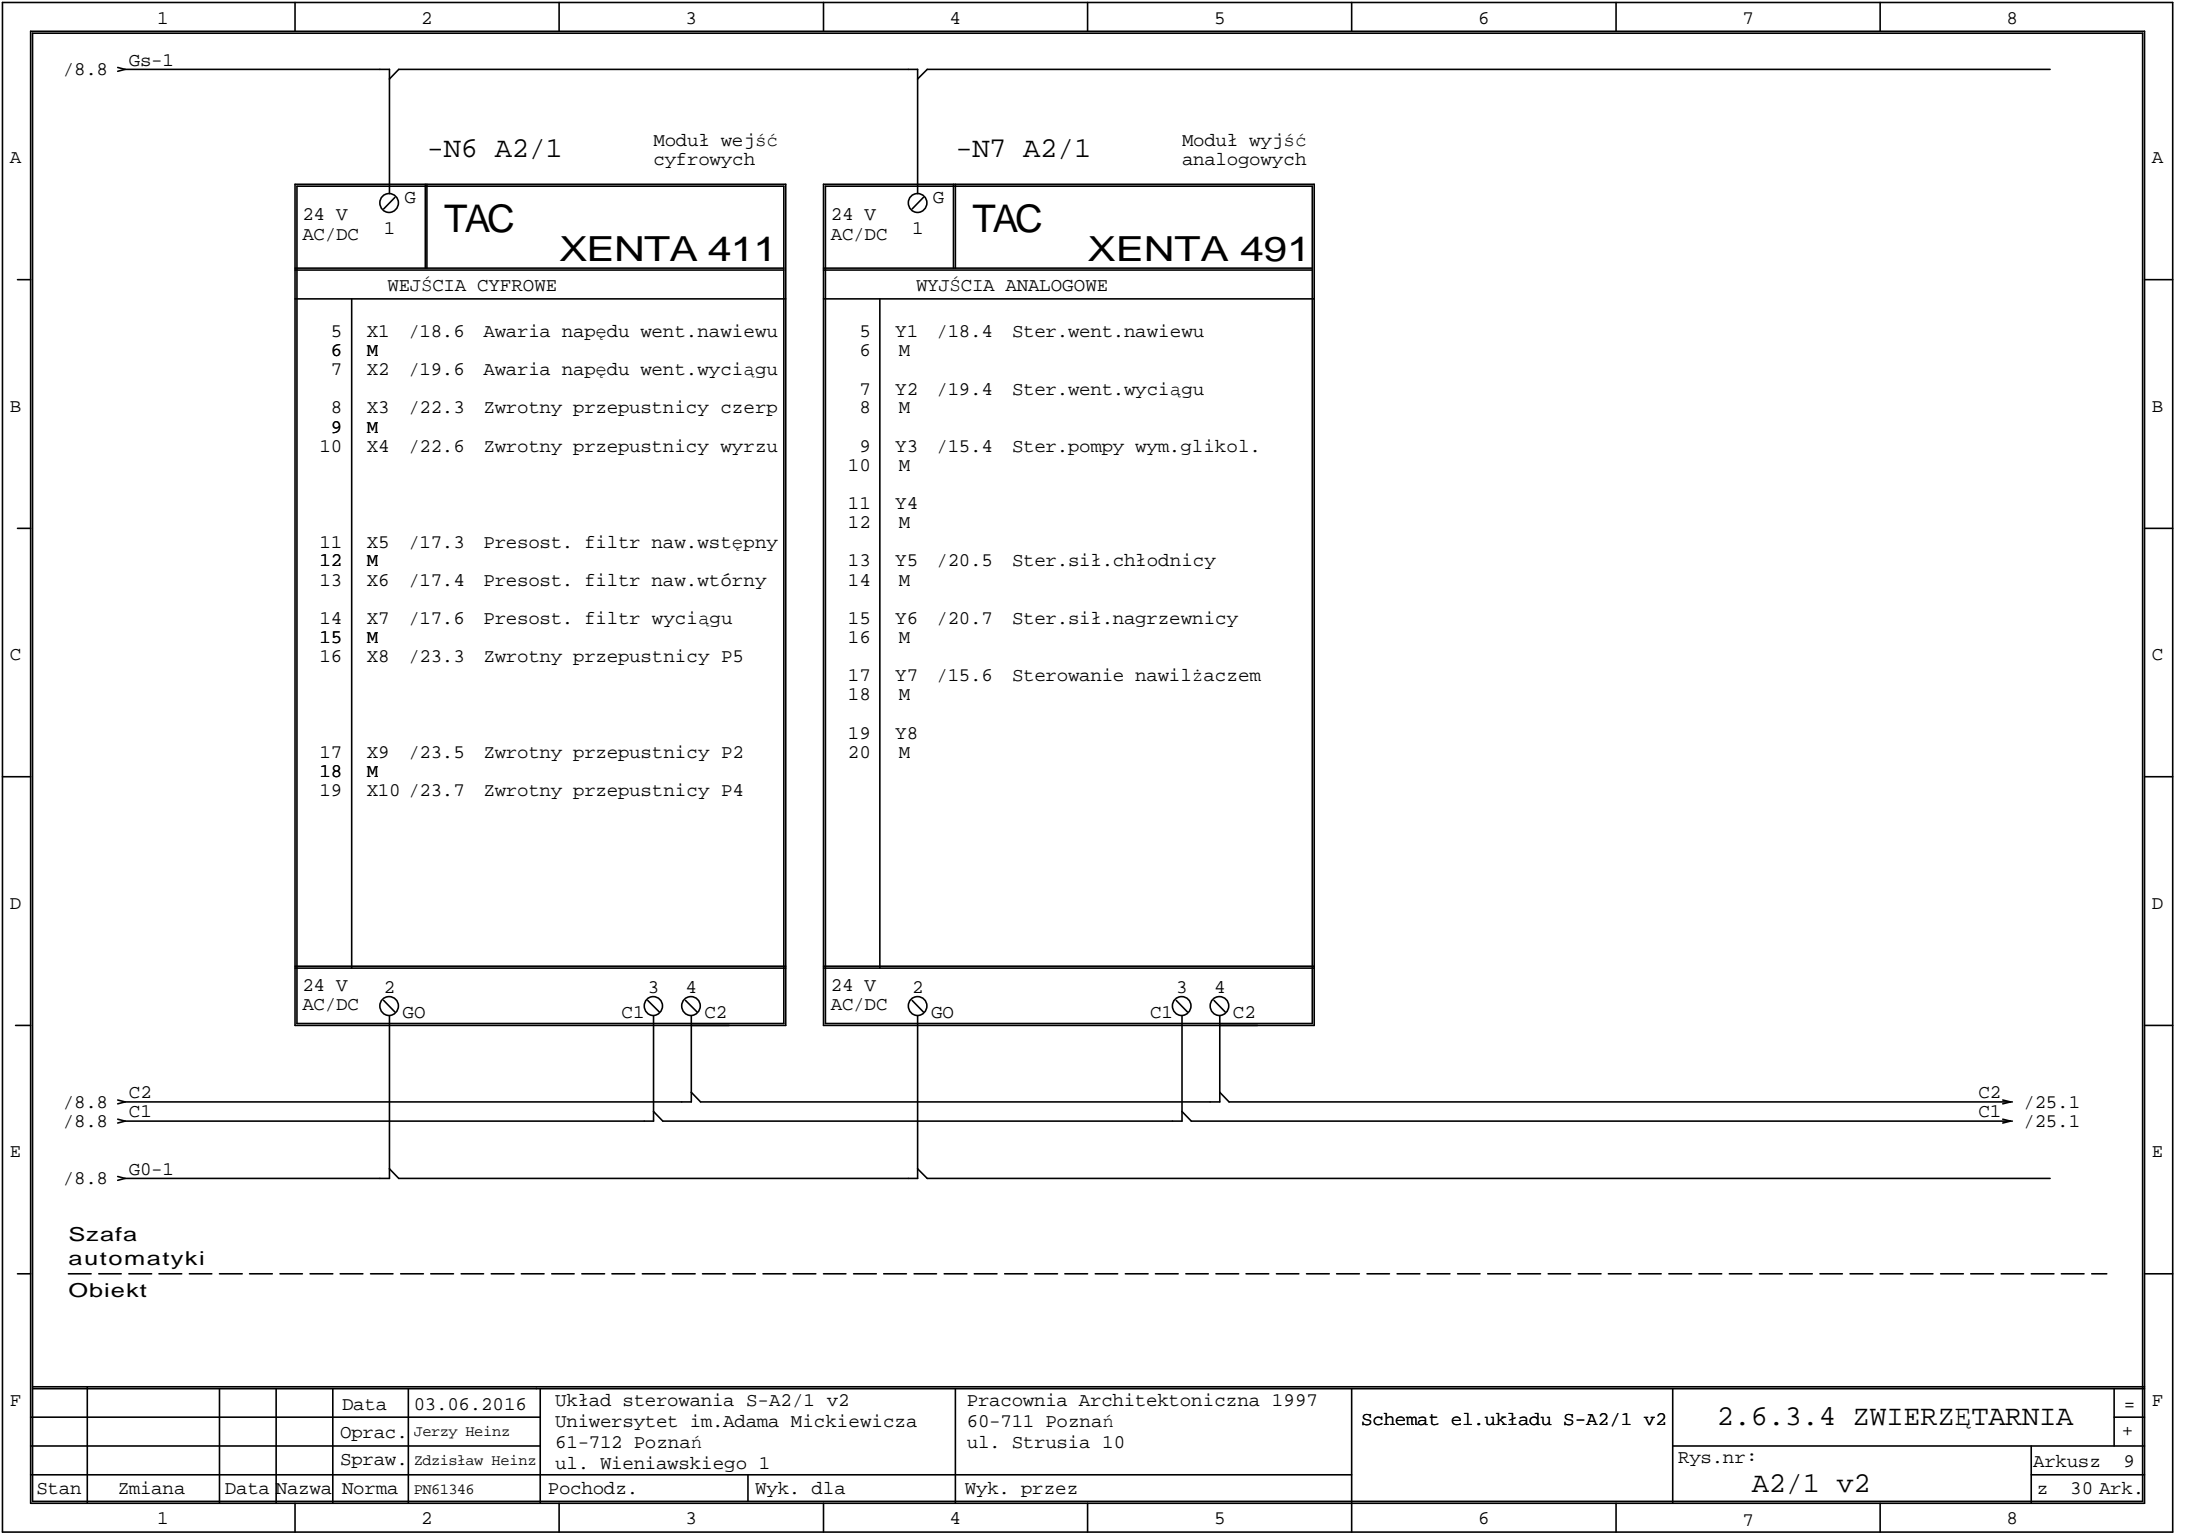 1 2 3 4 5 6 7 8
/8.8 Gs-1
A A
-N6 A2/1 Moduł wejść
cyfrowych
-N7 A2/1 Moduł wyjść
analogowych
24 V
AC/DC
1 G
TAC
XENTA 411
WEJŚCIA CYFROWE
5 X1 /18.6 Awaria napędu went.nawiewu
6 M
7 X2 /19.6 Awaria napędu went.wyciągu
8 X3 /22.3 Zwrotny przepustnicy czerp
9 M
10 X4 /22.6 Zwrotny przepustnicy wyrzu
11 X5 /17.3 Presost. filtr naw.wstępny
12 M
13 X6 /17.4 Presost. filtr naw.wtórny
14 X7 /17.6 Presost. filtr wyciągu
15 M
16 X8 /23.3 Zwrotny przepustnicy P5
17 X9 /23.5 Zwrotny przepustnicy P2
18 M
19 X10 /23.7 Zwrotny przepustnicy P4
24 V
AC/DC
2 GO
3 C1
4 C2
24 V
AC/DC
1 G
TAC
XENTA 491
WYJŚCIA ANALOGOWE
5 Y1 /18.4 Ster.went.nawiewu
6 M
7 Y2 /19.4 Ster.went.wyciągu
8 M
9 Y3 /15.4 Ster.pompy wym.glikol.
10 M
11 Y4
12 M
13 Y5 /20.5 Ster.sił.chłodnicy
14 M
15 Y6 /20.7 Ster.sił.nagrzewnicy
16 M
17 Y7 /15.6 Sterowanie nawilżaczem
18 M
19 Y8
20 M
24 V
AC/DC
2 GO
3 C1
4 C2
B B
C C
D D
/8.8 C2 C2 /25.1
/8.8 C1 C1 /25.1
E E
/8.8 G0-1
Szafa
automatyki
Obiekt
F F
Stan Zmiana Data Nazwa
Data 03.06.2016
Oprac. Jerzy Heinz
Spraw. Zdzisław Heinz
Norma PN61346
Układ sterowania S-A2/1 v2
Uniwersytet im.Adama Mickiewicza
61-712 Poznań
ul. Wieniawskiego 1
Pochodz. Wyk. dla
Pracownia Architektoniczna 1997
60-711 Poznań
ul. Strusia 10
Wyk. przez
Schemat el.układu S-A2/1 v2
2.6.3.4 ZWIERZĘTARNIA
=
+
Rys.nr:
A2/1 v2
Arkusz 9
z 30 Ark.
1 2 3 4 5 6 7 8